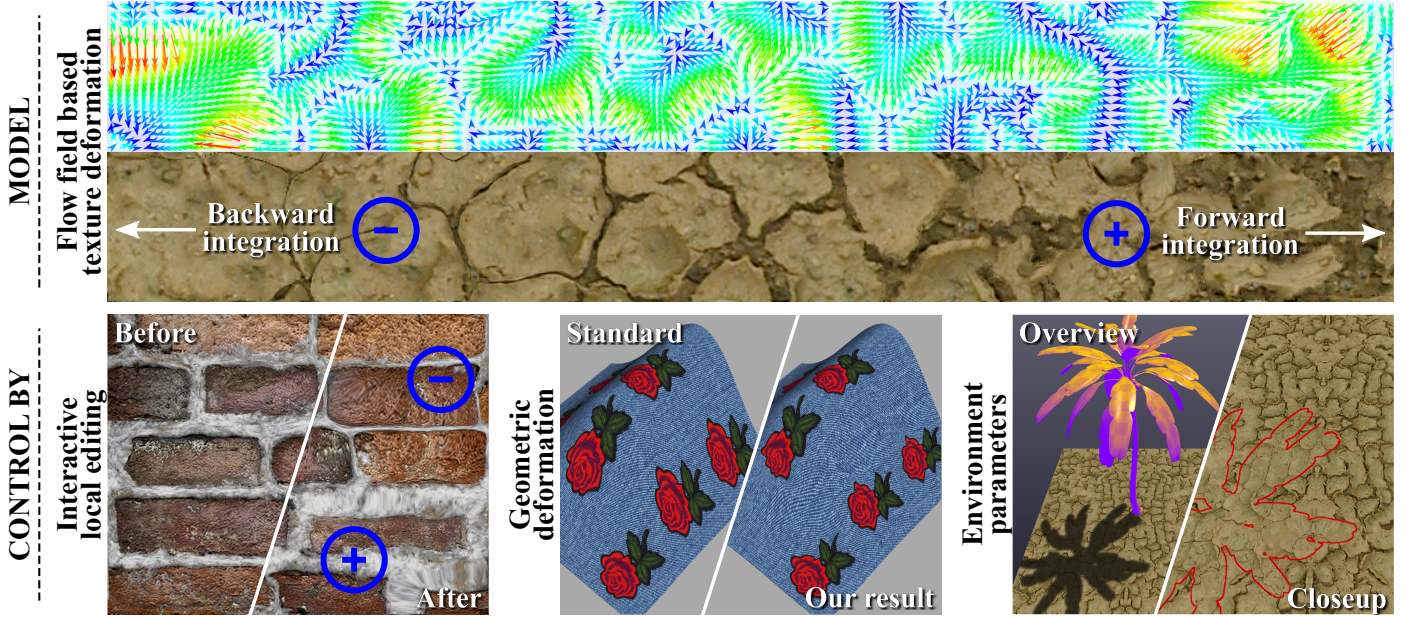 MODEL
Flow field based
texture deformation
Backward
integration
−
+
Forward
integration
CONTROL BY
Interactive
local editing
Before
−
+
After
Geometric
deformation
Standard
Our result
Environment
parameters
Overview
Closeup